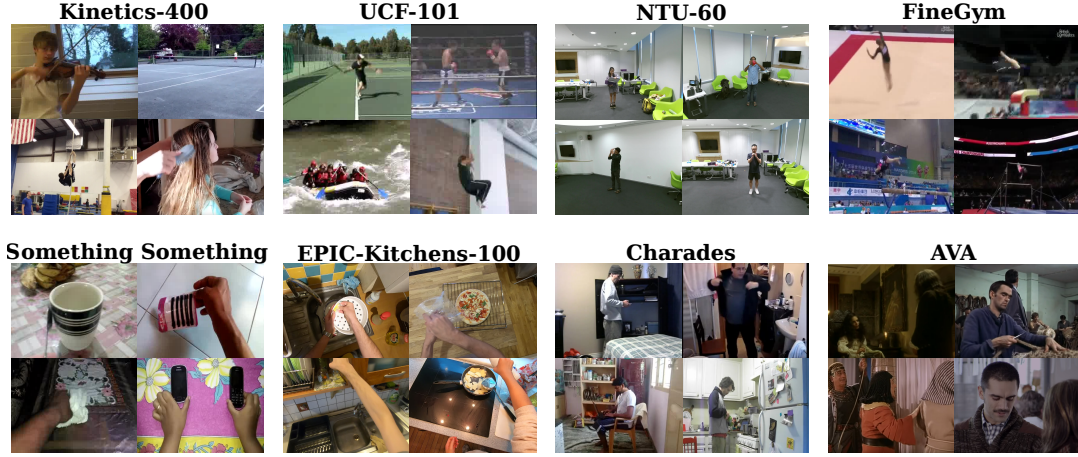 Kinetics-400
UCF-101
NTU-60
FineGym
Something Something
EPIC-Kitchens-100
Charades
AVA